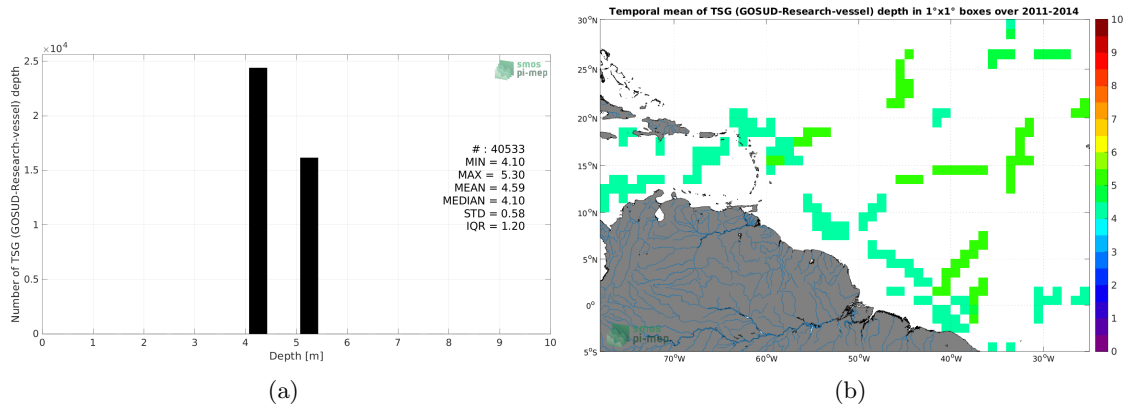 ×10⁴
2.5
2
1.5
1
0.5
0
0 1 2 3 4 5 6 7 8 9 10
Number of TSG (GOSUD-Research-vessel) depth
Depth [m]
smos
pi-mep
# : 40533
MIN = 4.10
MAX = 5.30
MEAN = 4.59
MEDIAN = 4.10
STD = 0.58
IQR = 1.20
(a)
Temporal mean of TSG (GOSUD-Research-vessel) depth in 1°x1° boxes over 2011-2014
30°N
25°N
20°N
15°N
10°N
5°N
0°
5°S
70°W 60°W 50°W 40°W 30°W
smos
pi-mep
10
9
8
7
6
5
4
3
2
1
0
(b)